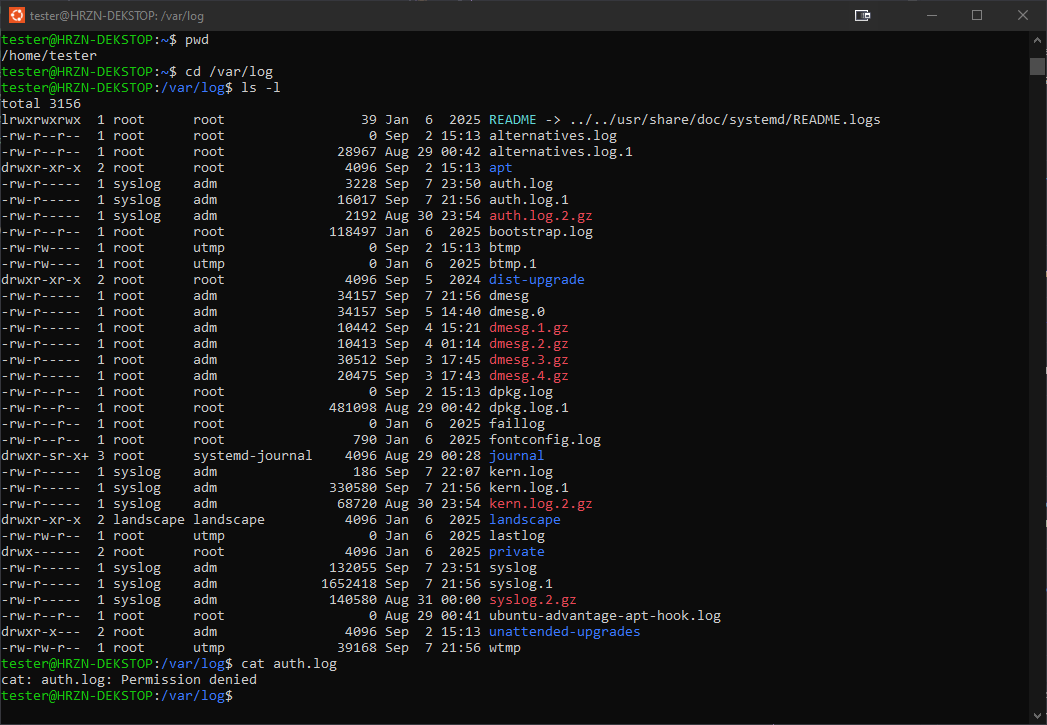 tester@HRZN-DEKSTOP: /var/log
tester@HRZN-DEKSTOP:~$ pwd
/home/tester
tester@HRZN-DEKSTOP:~$ cd /var/log
tester@HRZN-DEKSTOP:/var/log$ ls -l
total 3156
lrwxrwxrwx  1 root      root                 39 Jan  6  2025 README -> ../../usr/share/doc/systemd/README.logs
-rw-r--r--  1 root      root                  0 Sep  2 15:13 alternatives.log
-rw-r--r--  1 root      root              28967 Aug 29 00:42 alternatives.log.1
drwxr-xr-x  2 root      root               4096 Sep  2 15:13 apt
-rw-r-----  1 syslog    adm                3228 Sep  7 23:50 auth.log
-rw-r-----  1 syslog    adm               16017 Sep  7 21:56 auth.log.1
-rw-r-----  1 syslog    adm                2192 Aug 30 23:54 auth.log.2.gz
-rw-r--r--  1 root      root             118497 Jan  6  2025 bootstrap.log
-rw-rw----  1 root      utmp                  0 Sep  2 15:13 btmp
-rw-rw----  1 root      utmp                  0 Jan  6  2025 btmp.1
drwxr-xr-x  2 root      root               4096 Sep  5  2024 dist-upgrade
-rw-r-----  1 root      adm               34157 Sep  7 21:56 dmesg
-rw-r-----  1 root      adm               34157 Sep  5 14:40 dmesg.0
-rw-r-----  1 root      adm               10442 Sep  4 15:21 dmesg.1.gz
-rw-r-----  1 root      adm               10413 Sep  4 01:14 dmesg.2.gz
-rw-r-----  1 root      adm               30512 Sep  3 17:45 dmesg.3.gz
-rw-r-----  1 root      adm               20475 Sep  3 17:43 dmesg.4.gz
-rw-r--r--  1 root      root                  0 Sep  2 15:13 dpkg.log
-rw-r--r--  1 root      root             481098 Aug 29 00:42 dpkg.log.1
-rw-r--r--  1 root      root                  0 Jan  6  2025 faillog
-rw-r--r--  1 root      root                790 Jan  6  2025 fontconfig.log
drwxr-sr-x+ 3 root      systemd-journal    4096 Aug 29 00:28 journal
-rw-r-----  1 syslog    adm                 186 Sep  7 22:07 kern.log
-rw-r-----  1 syslog    adm              330580 Sep  7 21:56 kern.log.1
-rw-r-----  1 syslog    adm               68720 Aug 30 23:54 kern.log.2.gz
drwxr-xr-x  2 landscape landscape          4096 Jan  6  2025 landscape
-rw-rw-r--  1 root      utmp                  0 Jan  6  2025 lastlog
drwx------  2 root      root               4096 Jan  6  2025 private
-rw-r-----  1 syslog    adm              132055 Sep  7 23:51 syslog
-rw-r-----  1 syslog    adm             1652418 Sep  7 21:56 syslog.1
-rw-r-----  1 syslog    adm              140580 Aug 31 00:00 syslog.2.gz
-rw-r--r--  1 root      root                  0 Aug 29 00:41 ubuntu-advantage-apt-hook.log
drwxr-x---  2 root      adm                4096 Sep  2 15:13 unattended-upgrades
-rw-rw-r--  1 root      utmp              39168 Sep  7 21:56 wtmp
tester@HRZN-DEKSTOP:/var/log$ cat auth.log
cat: auth.log: Permission denied
tester@HRZN-DEKSTOP:/var/log$